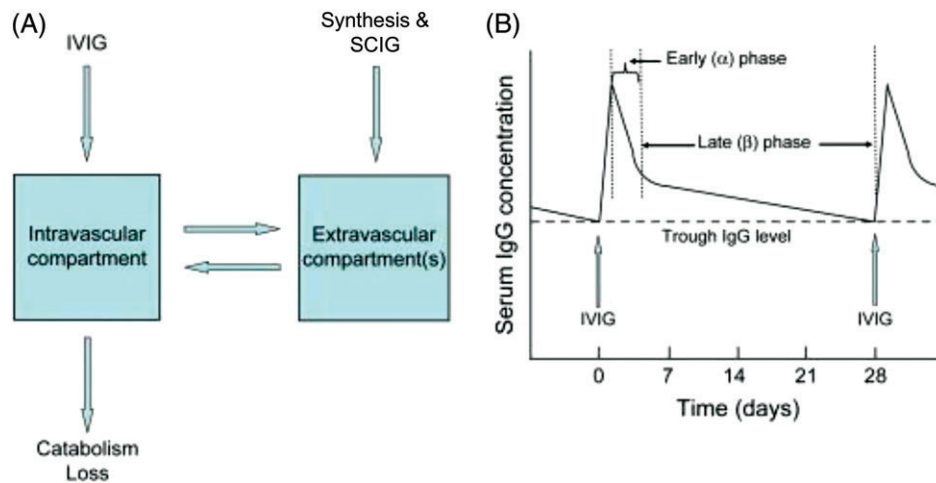 (A)
IVIG
Synthesis &
SCIG
Intravascular
compartment
Extravascular
compartment(s)
Catabolism
Loss
(B)
Serum IgG concentration
Early (α) phase
Late (β) phase
Trough IgG level
IVIG
IVIG
0 7 14 21 28
Time (days)